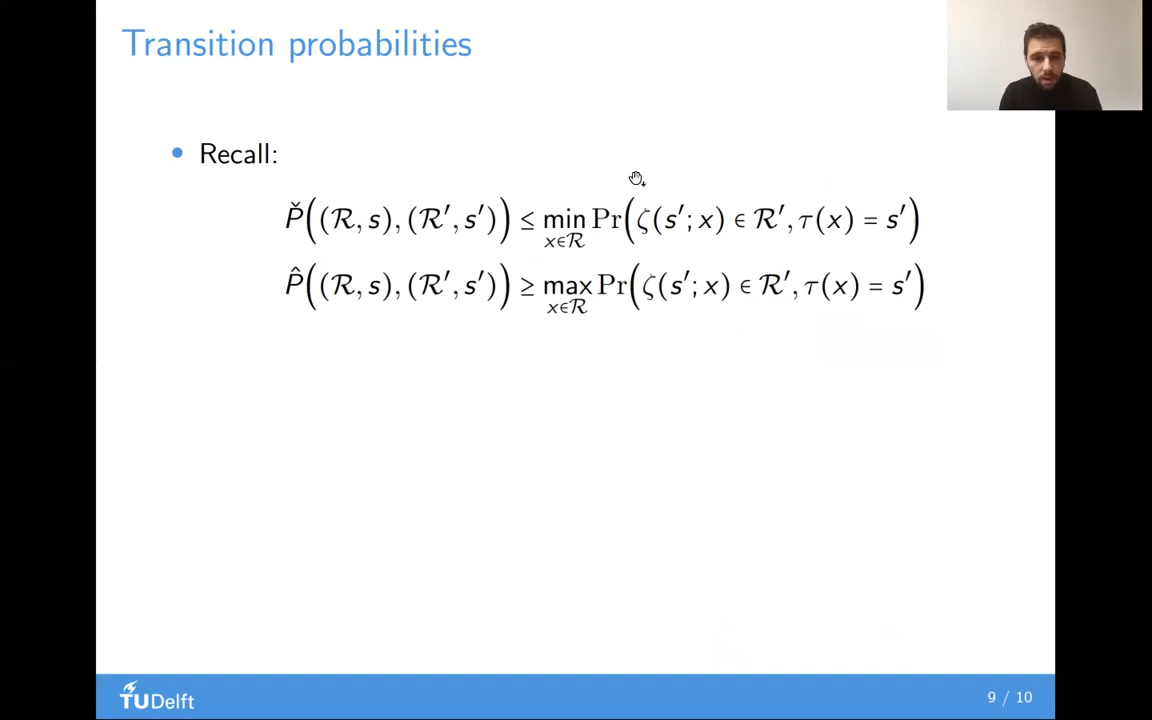 Transition probabilities
• Recall:
P̌((ℛ, s), (ℛ′, s′)) ≤ min Pr(ζ(s′; x) ∈ ℛ′, τ(x) = s′)
x∈ℛ
P̂((ℛ, s), (ℛ′, s′)) ≥ max Pr(ζ(s′; x) ∈ ℛ′, τ(x) = s′)
x∈ℛ
TUDelft
9 / 10